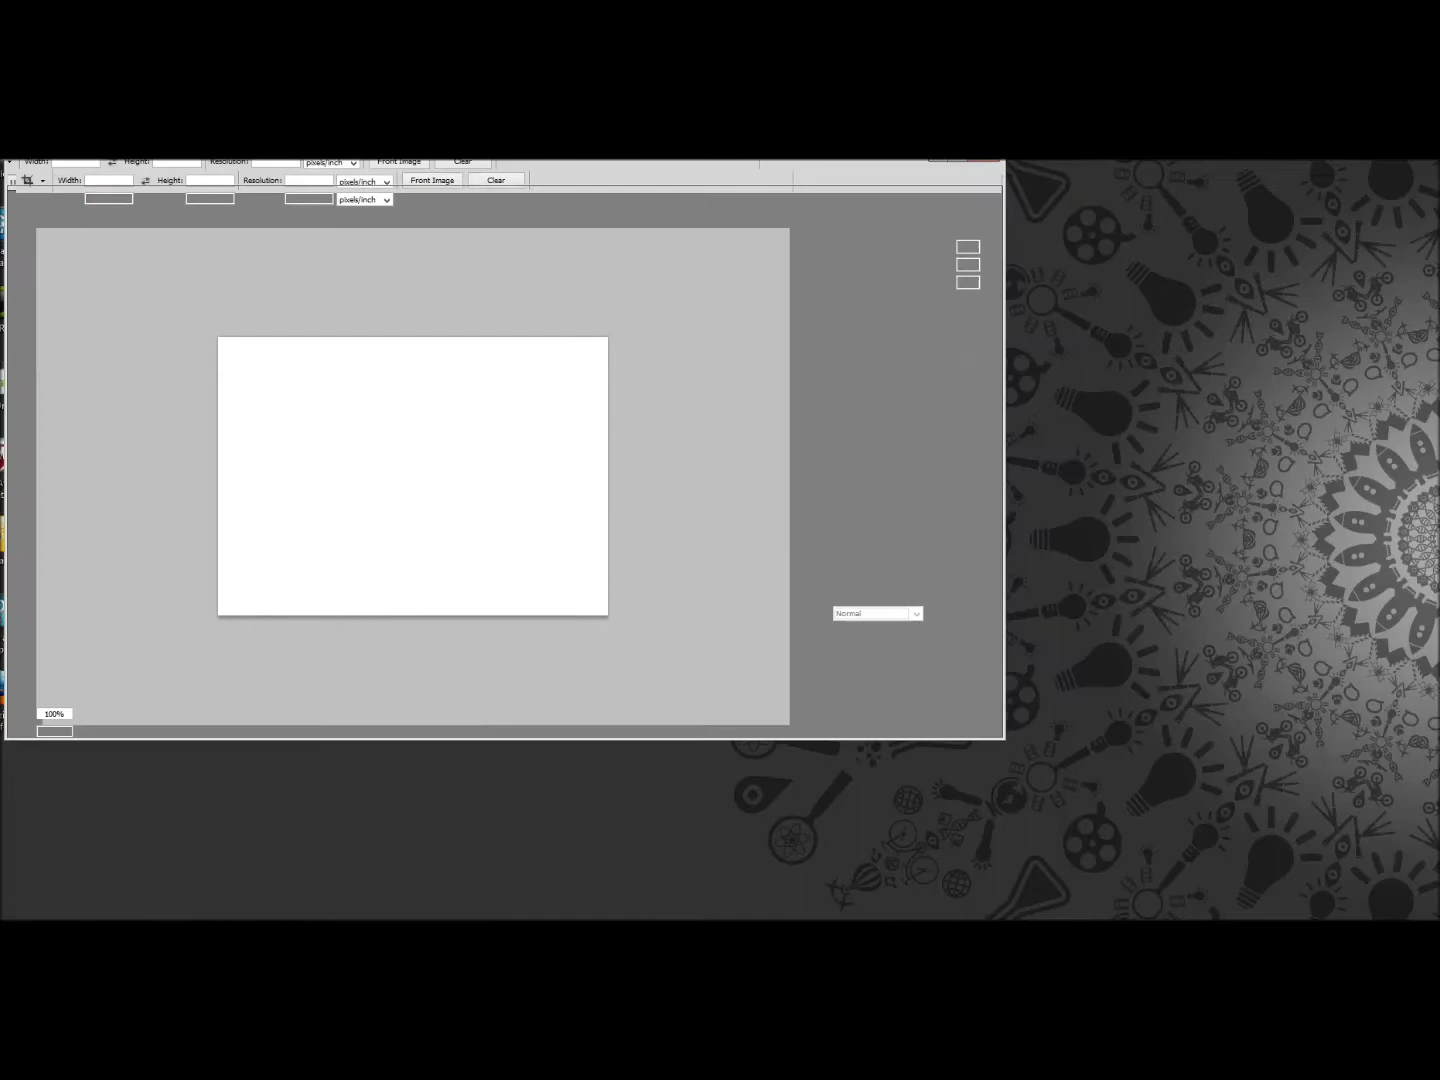 Width: Height: Resolution: pixels/inch Front Image Clear
Width: Height: Resolution: pixels/inch Front Image Clear
pixels/inch
Normal
100%